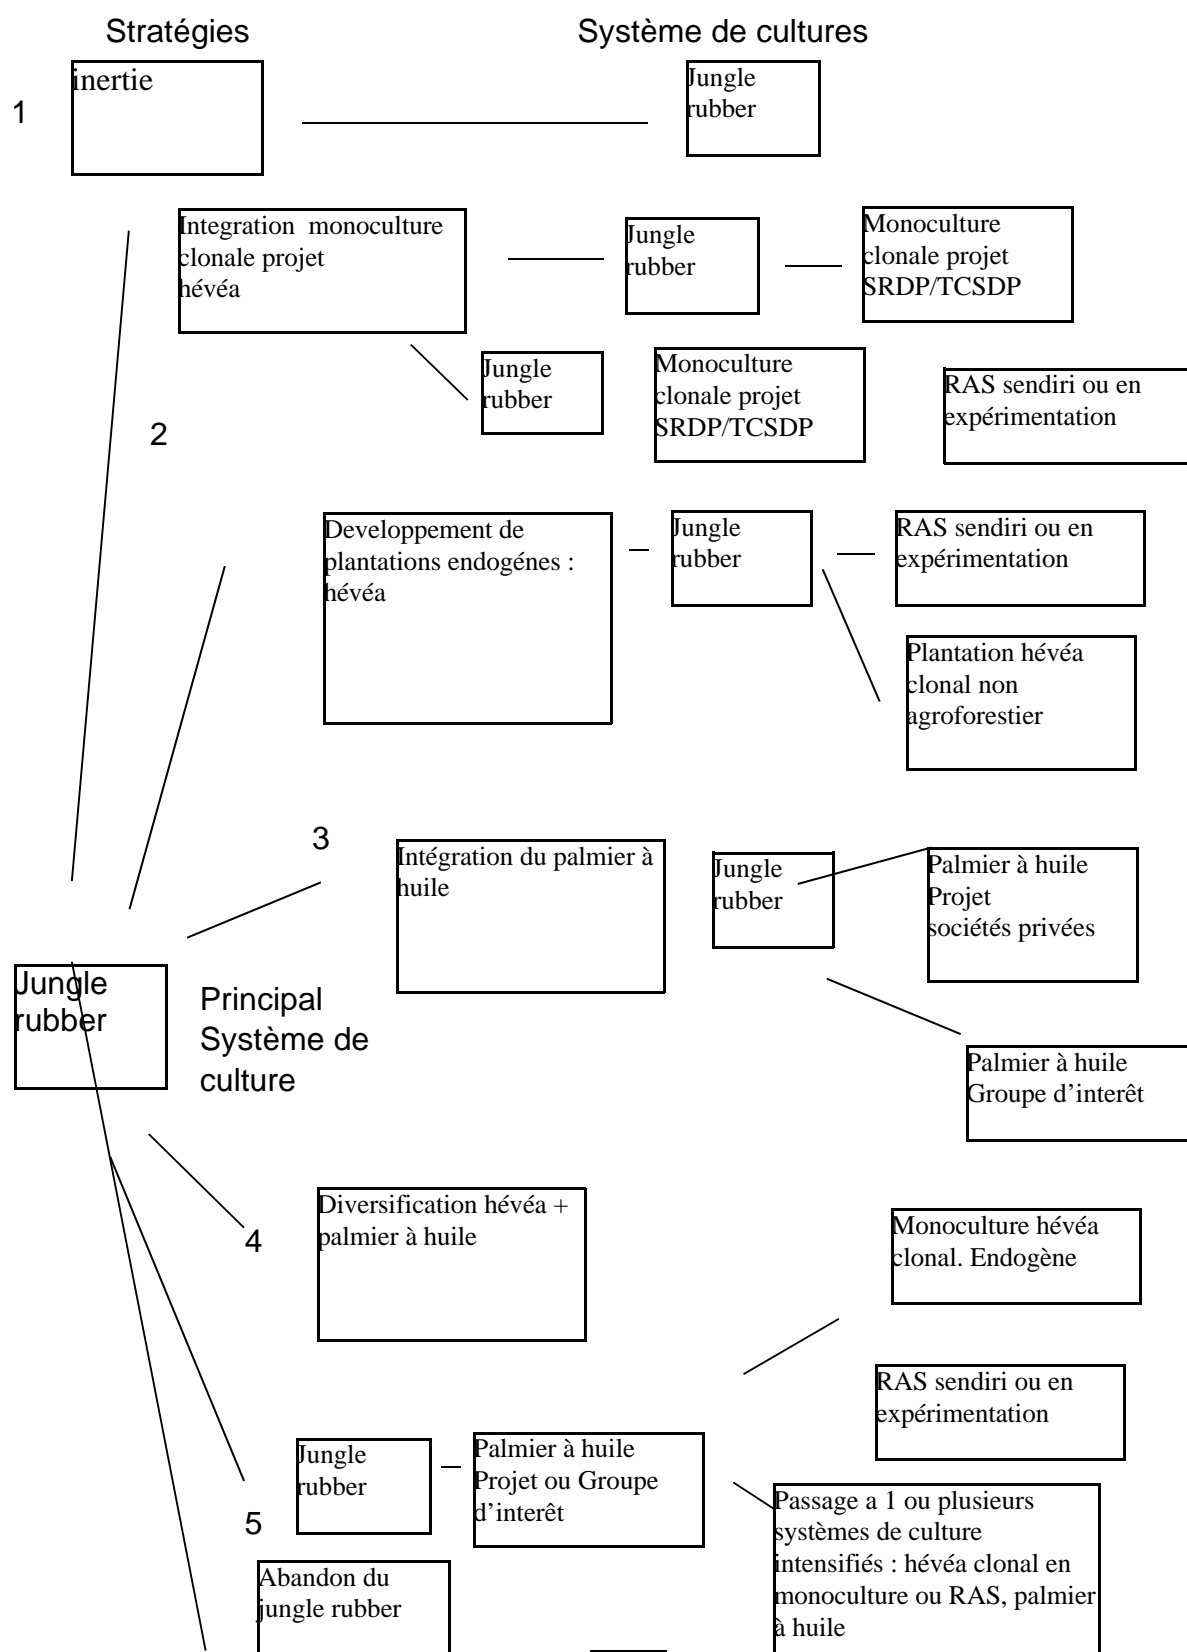 Stratégies
Système de cultures
inertie
1
Jungle
rubber
Integration monoculture
clonale projet
hévéa
Jungle
rubber
Monoculture
clonale projet
SRDP/TCSDP
Jungle
rubber
Monoculture
clonale projet
SRDP/TCSDP
RAS sendiri ou en
expérimentation
2
Developpement de
plantations endogénes :
hévéa
Jungle
rubber
RAS sendiri ou en
expérimentation
Plantation hévéa
clonal non
agroforestier
3
Intégration du palmier à
huile
Jungle
rubber
Palmier à huile
Projet
sociétés privées
Palmier à huile
Groupe d’interêt
Jungle
rubber
Principal
Système de
culture
4
Diversification hévéa +
palmier à huile
Monoculture hévéa
clonal. Endogène
RAS sendiri ou en
expérimentation
Jungle
rubber
Palmier à huile
Projet ou Groupe
d’interêt
5
Passage a 1 ou plusieurs
systèmes de culture
intensifiés : hévéa clonal en
monoculture ou RAS, palmier
à huile
Abandon du
jungle rubber